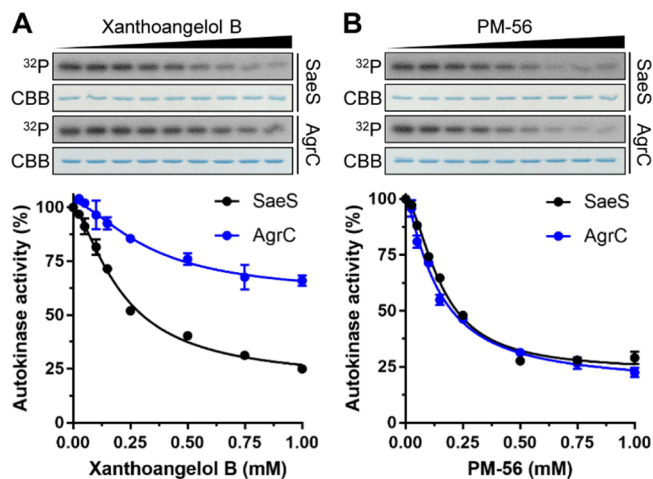 A
Xanthoangelol B
32P
CBB
SaeS
32P
CBB
AgrC
Autokinase activity (%)
100
75
50
25
0
SaeS
AgrC
0.00 0.25 0.50 0.75 1.00
Xanthoangelol B (mM)
B
PM-56
32P
CBB
SaeS
32P
CBB
AgrC
Autokinase activity (%)
100
75
50
25
0
SaeS
AgrC
0.00 0.25 0.50 0.75 1.00
PM-56 (mM)